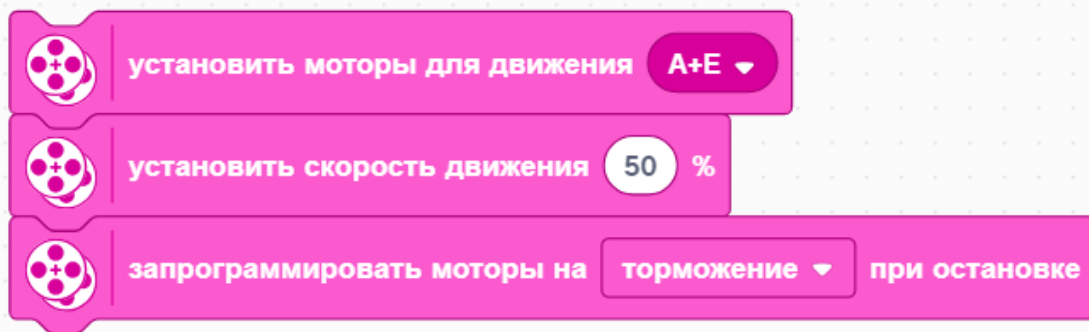 установить моторы для движения A+E
установить скорость движения 50 %
запрограммировать моторы на торможение при остановке